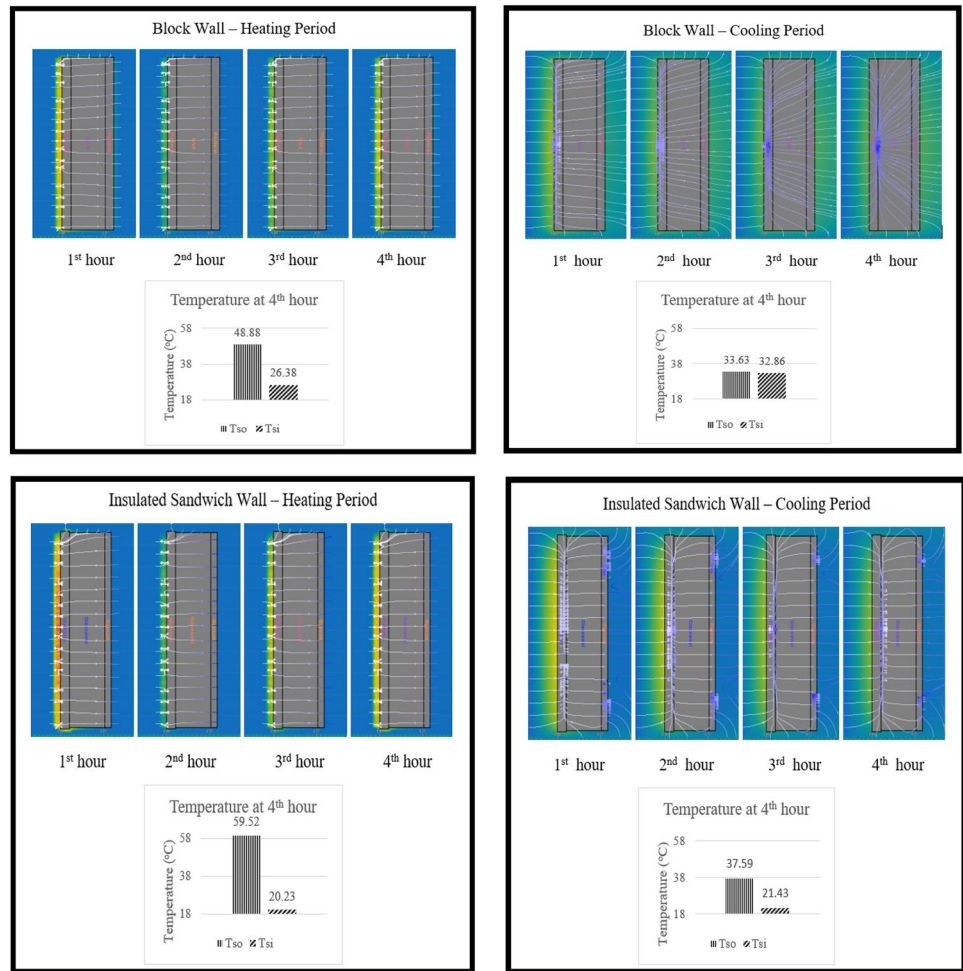 Block Wall – Heating Period
1st hour
2nd hour
3rd hour
4th hour
Temperature at 4th hour
Temperature (°C)
58
38
18
48.88
26.38
Tso
Tsi
Block Wall – Cooling Period
1st hour
2nd hour
3rd hour
4th hour
Temperature at 4th hour
Temperature (°C)
58
38
18
33.63
32.86
Tso
Tsi
Insulated Sandwich Wall – Heating Period
1st hour
2nd hour
3rd hour
4th hour
Temperature at 4th hour
Temperature (°C)
58
38
18
59.52
20.23
Tso
Tsi
Insulated Sandwich Wall – Cooling Period
1st hour
2nd hour
3rd hour
4th hour
Temperature at 4th hour
Temperature (°C)
58
38
18
37.59
21.43
Tso
Tsi